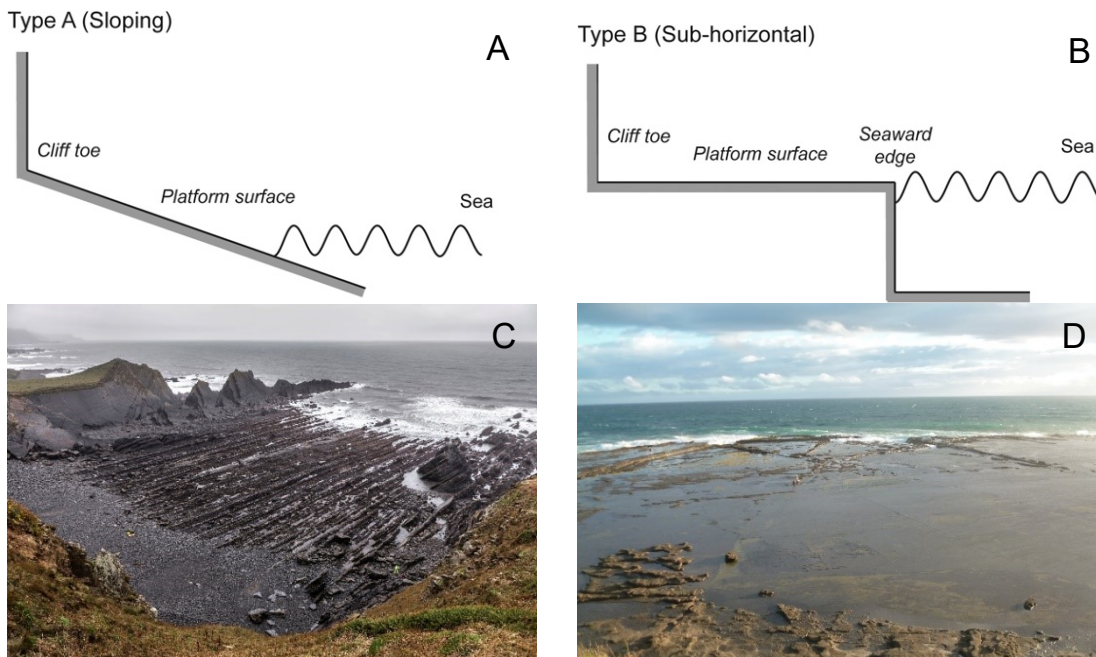 Type A (Sloping)
A
Cliff toe
Platform surface
Sea
Type B (Sub-horizontal)
B
Cliff toe
Platform surface
Seaward
edge
Sea
C
D